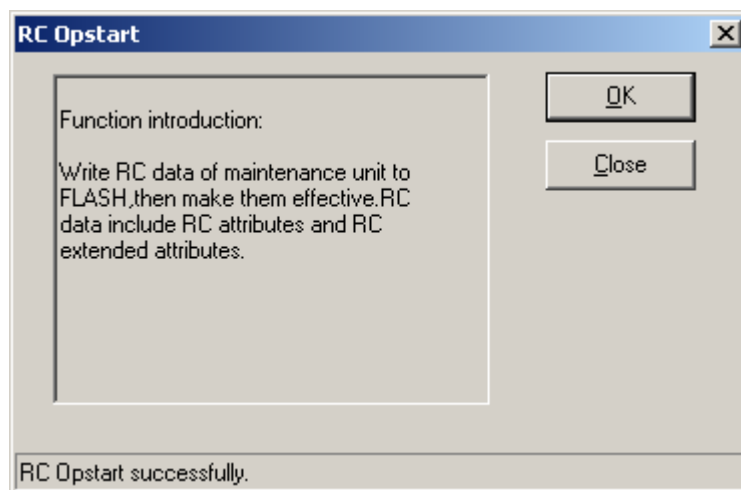 RC Opstart
Function introduction:
OK
Write RC data of maintenance unit to
FLASH,then make them effective.RC
data include RC attributes and RC
extended attributes.
Close
RC Opstart successfully.